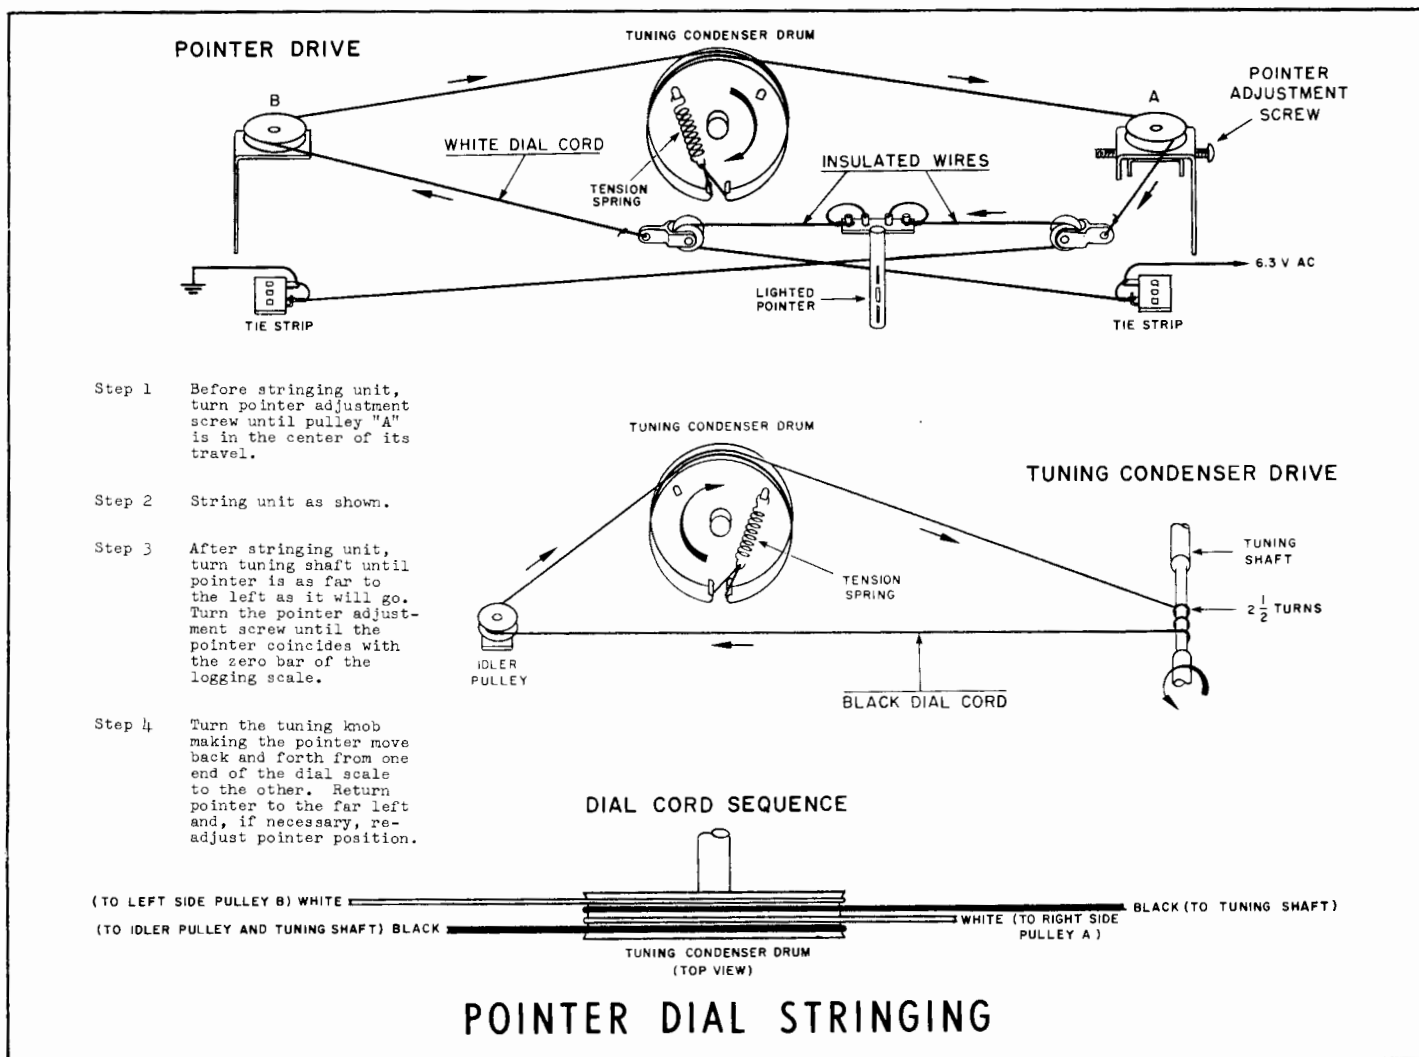 POINTER DRIVE
TUNING CONDENSER DRUM
POINTER
ADJUSTMENT
SCREW
B
A
WHITE DIAL CORD
TENSION
SPRING
INSULATED WIRES
6.3 V AC
LIGHTED
POINTER
TIE STRIP
TIE STRIP
Step 1 Before stringing unit,
turn pointer adjustment
screw until pulley "A"
is in the center of its
travel.
Step 2 String unit as shown.
Step 3 After stringing unit,
turn tuning shaft until
pointer is as far to
the left as it will go.
Turn the pointer adjust-
ment screw until the
pointer coincides with
the zero bar of the
logging scale.
Step 4 Turn the tuning knob
making the pointer move
back and forth from one
end of the dial scale
to the other. Return
pointer to the far left
and, if necessary, re-
adjust pointer position.
TUNING CONDENSER DRUM
TUNING CONDENSER DRIVE
TUNING
SHAFT
TENSION
SPRING
2 1/2 TURNS
IDLER
PULLEY
BLACK DIAL CORD
DIAL CORD SEQUENCE
(TO LEFT SIDE PULLEY B) WHITE
BLACK (TO TUNING SHAFT)
WHITE (TO RIGHT SIDE
PULLEY A)
(TO IDLER PULLEY AND TUNING SHAFT) BLACK
TUNING CONDENSER DRUM
(TOP VIEW)
POINTER DIAL STRINGING